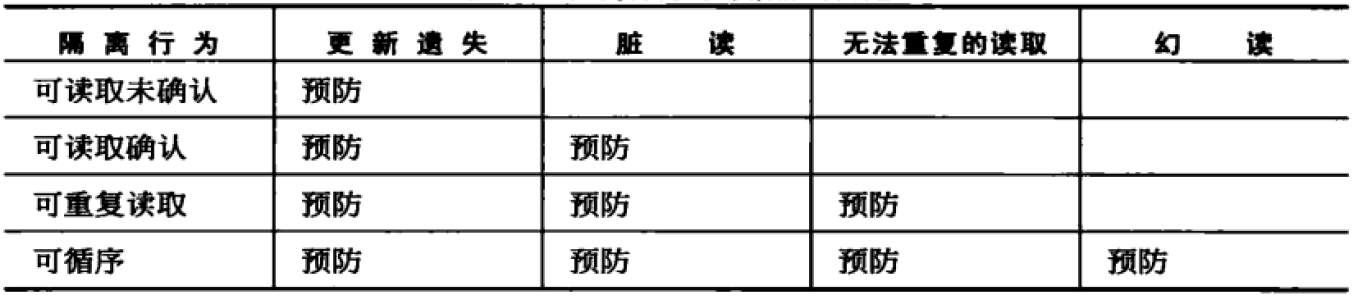 隔离行为 更新遗失 脏读 无法重复的读取 幻读
可读取未确认 预防
可读取确认 预防 预防
可重复读取 预防 预防 预防
可循序 预防 预防 预防 预防